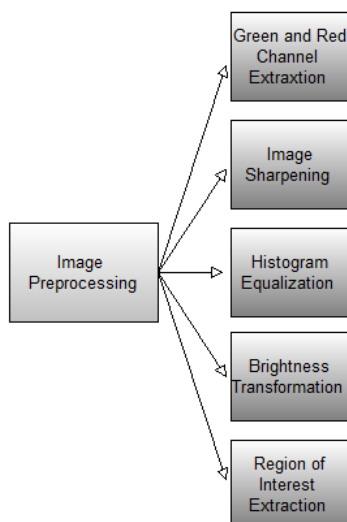 Green and Red
Channel
Extraxtion
Image
Sharpening
Image
Preprocessing
Histogram
Equalization
Brightness
Transformation
Region of
Interest
Extraction